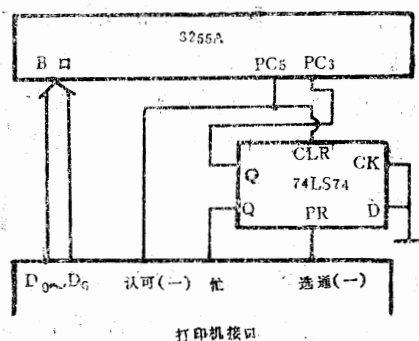 8255A
B 口 PC5 PC3
CLR CK
Q 74LS74
Q PR D
D0～D6 认可(一) 忙 选通(一)
打印机接口